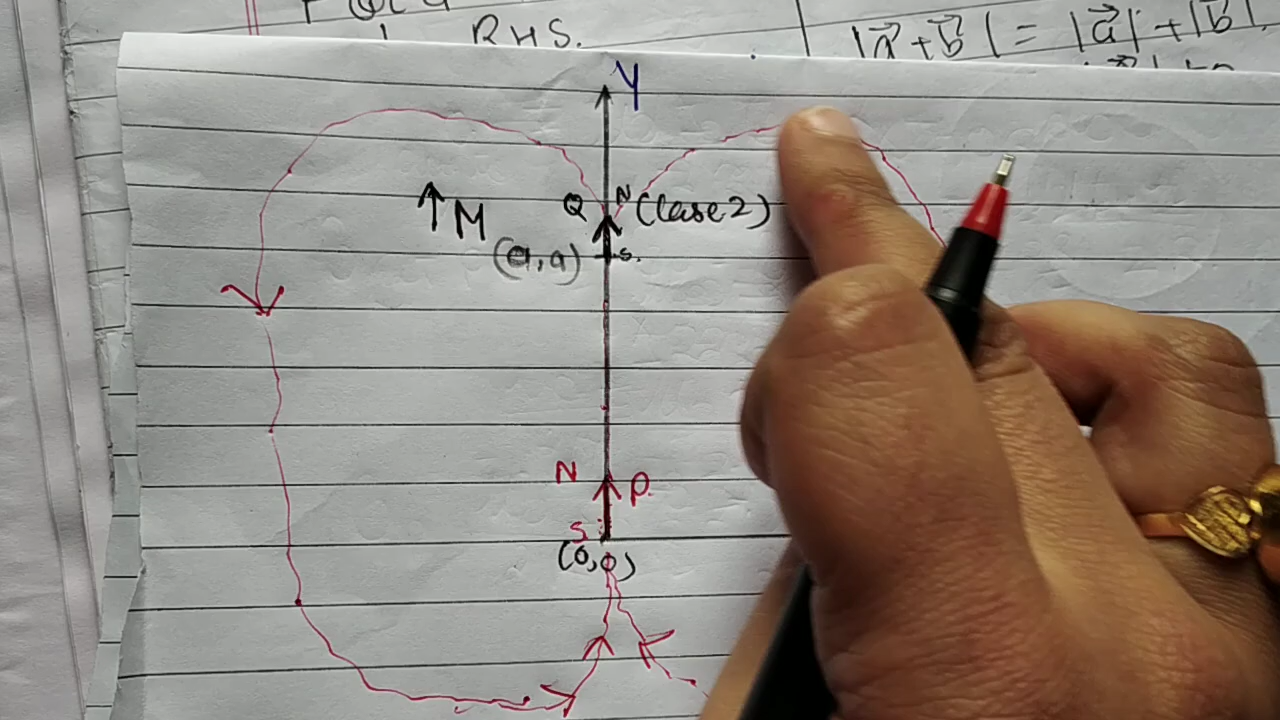 RHS.
|a⃗+b⃗| = |a⃗|+|b⃗|
Y
Q N (Case 2)
M
(a,a) S.
N P.
S
(0,0)